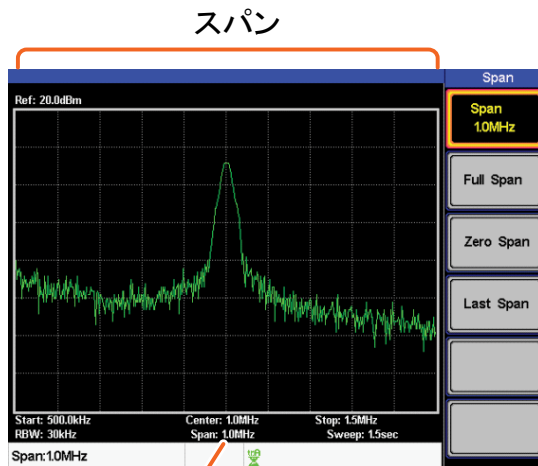 スパン
Span
Ref: 20.0dBm
Span
1.0MHz
Full Span
Zero Span
Last Span
Start: 500.0kHz Center: 1.0MHz Stop: 1.5MHz
RBW: 30kHz Span: 1.0MHz Sweep: 1.5sec
Span:1.0MHz